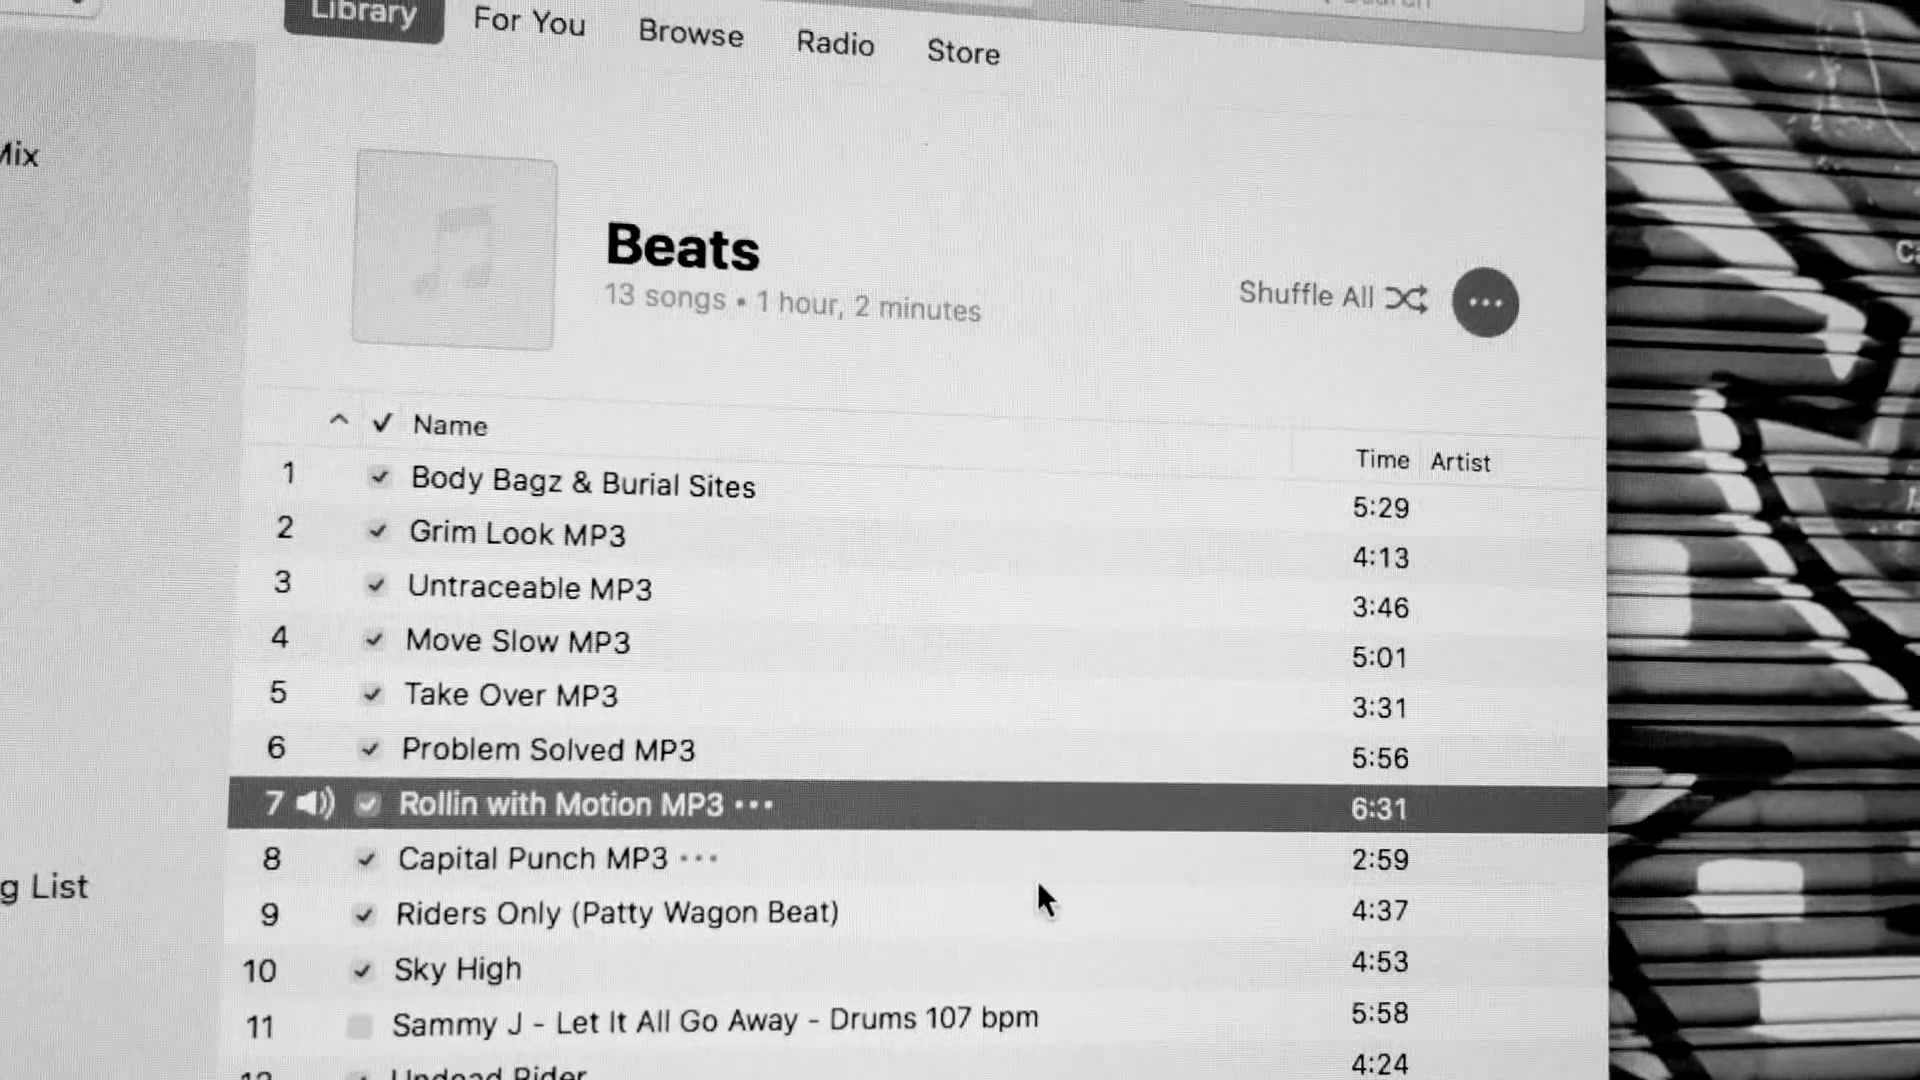 Library For You Browse Radio Store
Mix
Beats
13 songs • 1 hour, 2 minutes
Shuffle All
Name Time Artist
1 Body Bagz & Burial Sites 5:29
2 Grim Look MP3 4:13
3 Untraceable MP3 3:46
4 Move Slow MP3 5:01
5 Take Over MP3 3:31
6 Problem Solved MP3 5:56
7 Rollin with Motion MP3 ••• 6:31
8 Capital Punch MP3 ••• 2:59
g List
9 Riders Only (Patty Wagon Beat) 4:37
10 Sky High 4:53
11 Sammy J - Let It All Go Away - Drums 107 bpm 5:58
12 Undead Rider 4:24